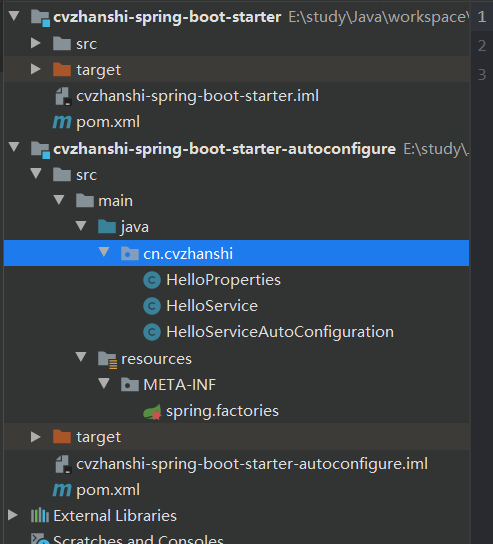 cvzhanshi-spring-boot-starter E:\study\Java\workspace\ 1
src 2
target 3
cvzhanshi-spring-boot-starter.iml
m pom.xml
cvzhanshi-spring-boot-starter-autoconfigure E:\study\.
src
main
java
cn.cvzhanshi
C HelloProperties
C HelloService
C HelloServiceAutoConfiguration
resources
META-INF
spring.factories
target
cvzhanshi-spring-boot-starter-autoconfigure.iml
m pom.xml
External Libraries
Scratches and Consoles